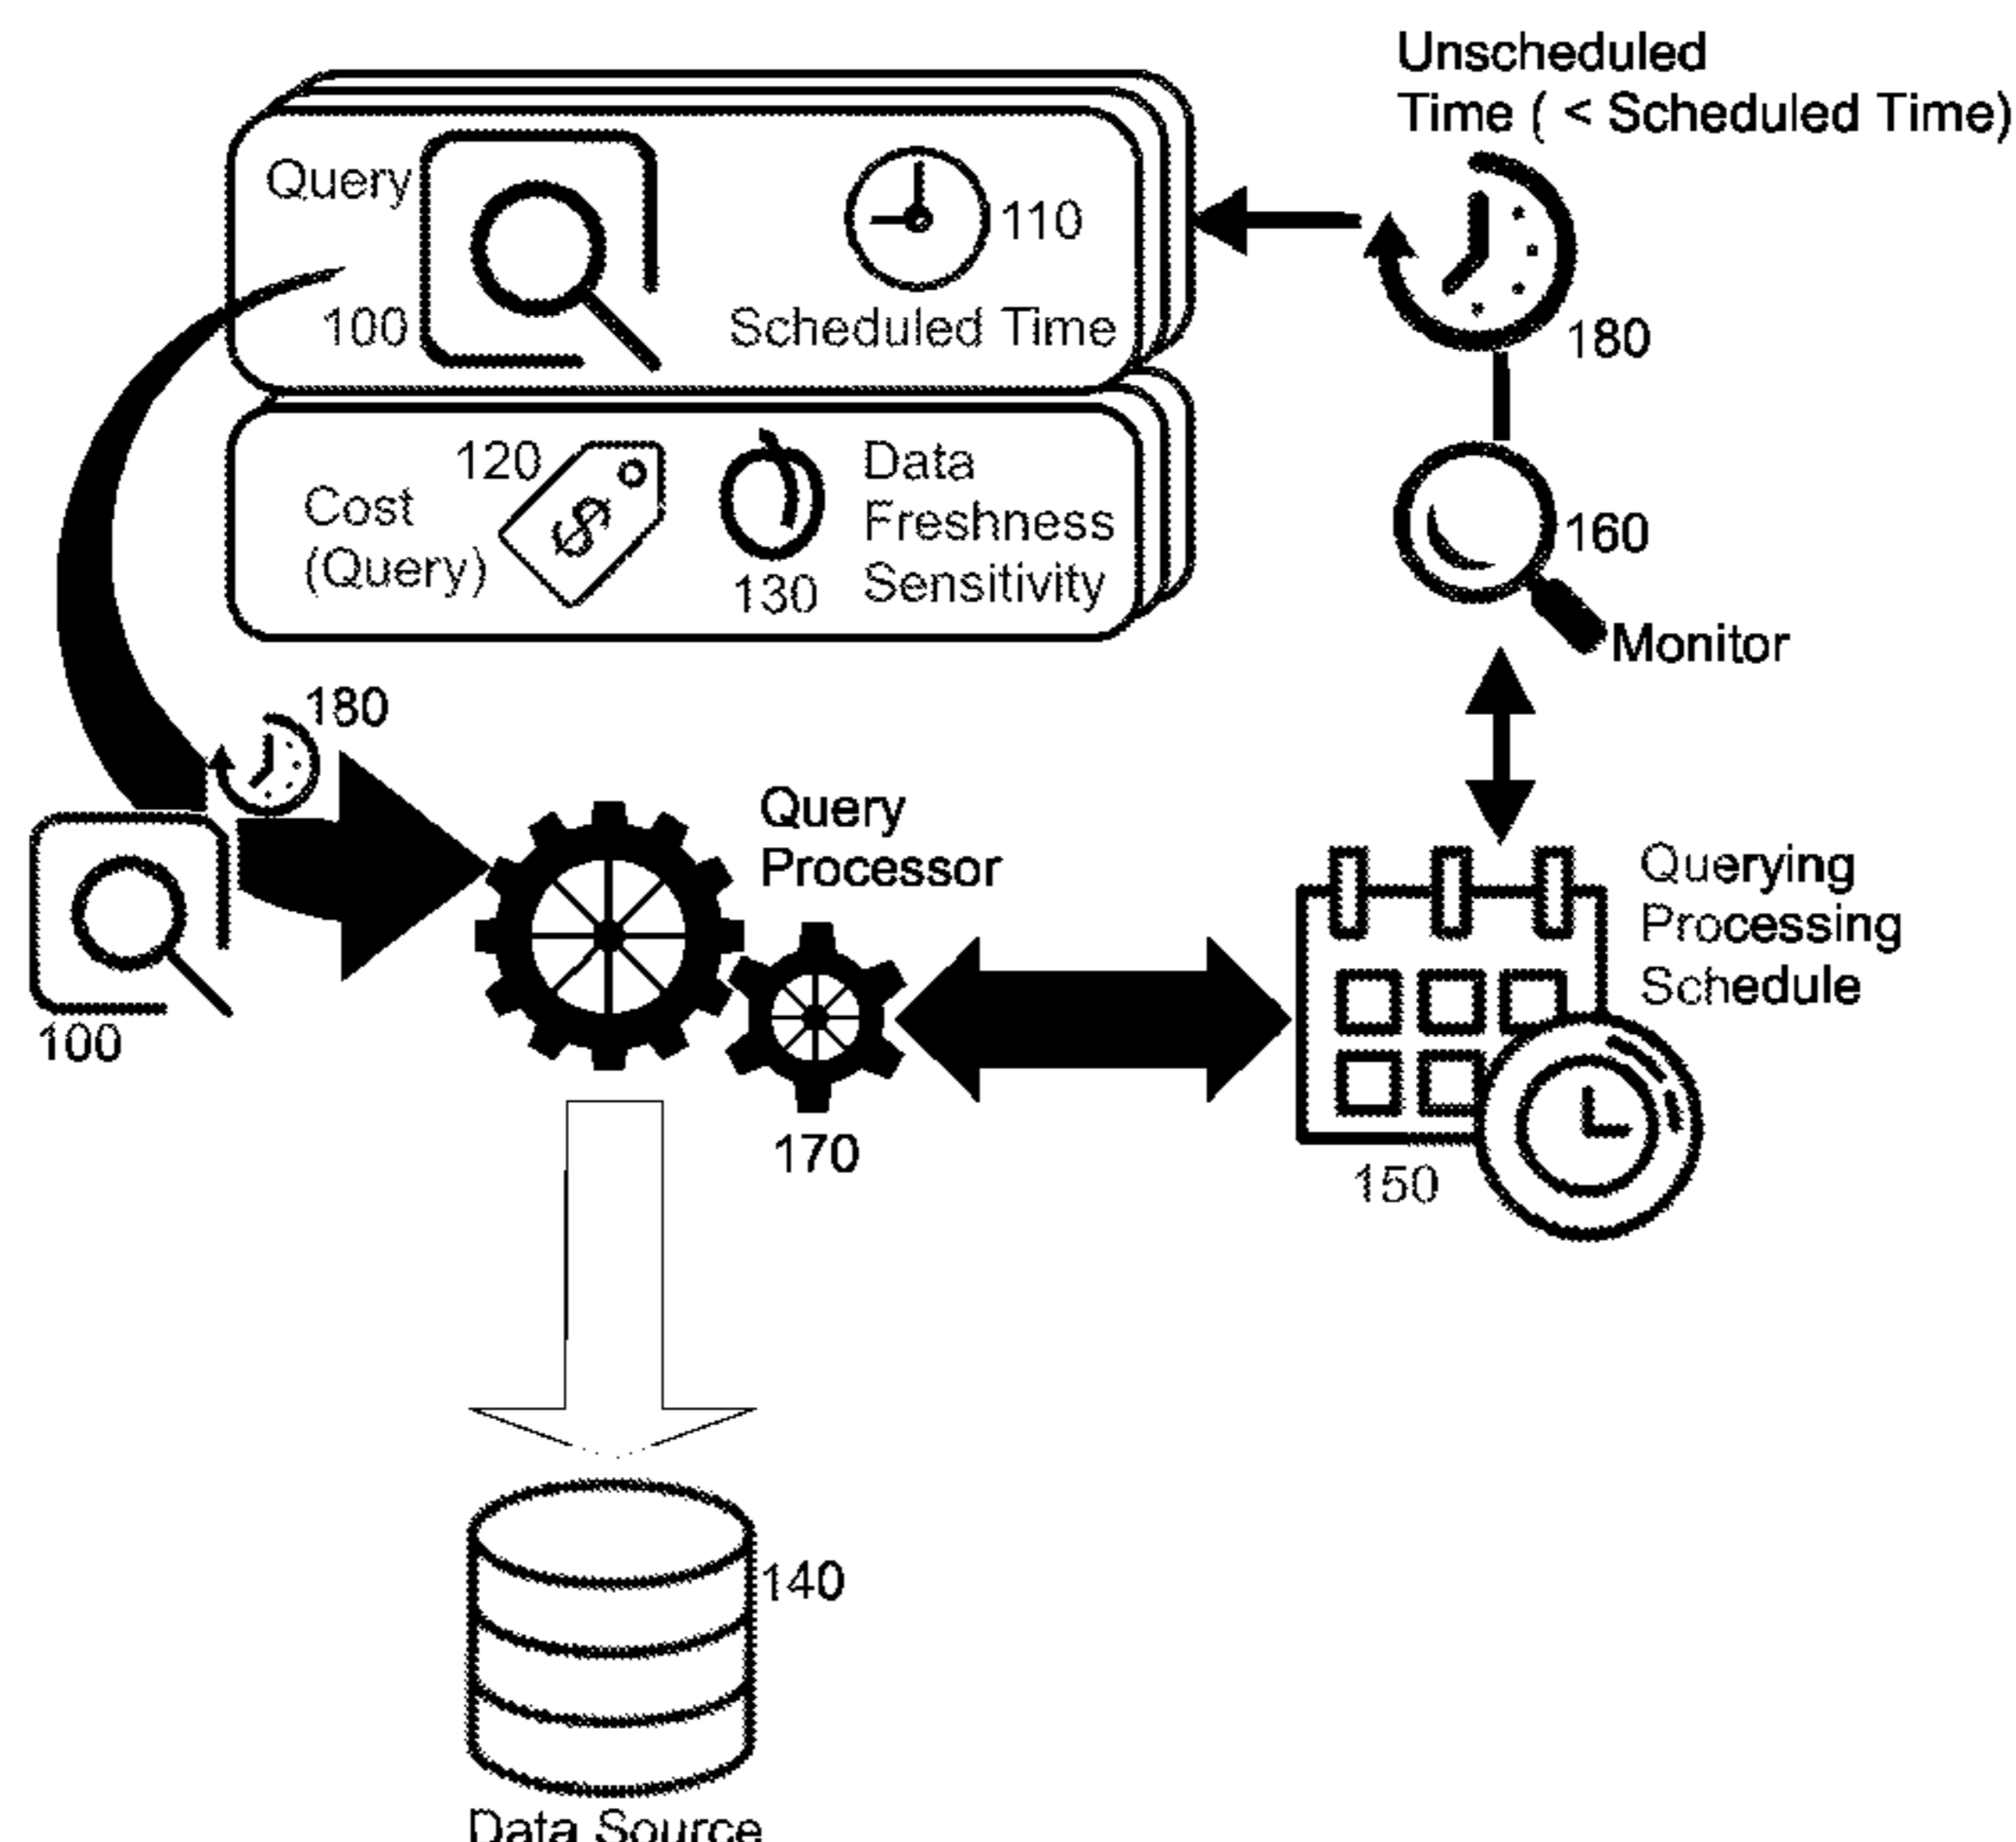 Unscheduled
Time ( < Scheduled Time)
Query
110
100
Scheduled Time
180
120
Data
Cost
Freshness
160
(Query)
130
Sensitivity
Monitor
$
180
Query
Processor
Querying
Processing
Schedule
100
170
150
140
Data Source